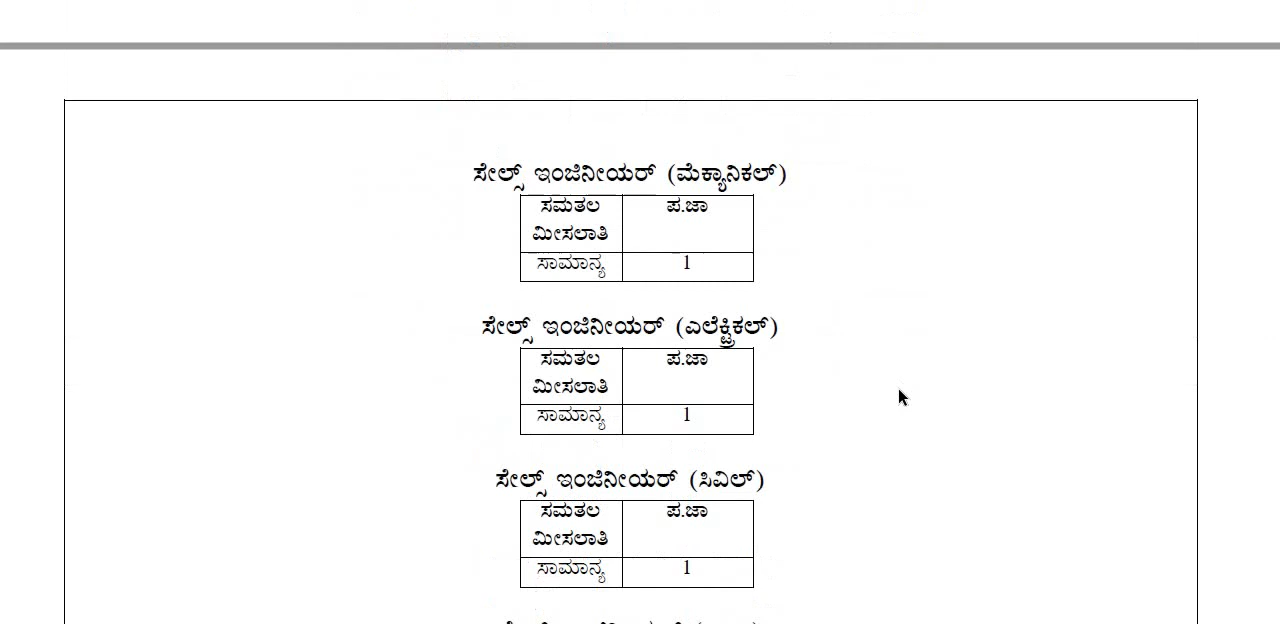 ಸೇಲ್ಸ್ ಇಂಜಿನೀಯರ್ (ಮೆಕ್ಯಾನಿಕಲ್)
ಸಮತಲ ಪ.ಜಾ
ಮೀಸಲಾತಿ
ಸಾಮಾನ್ಯ 1
ಸೇಲ್ಸ್ ಇಂಜಿನೀಯರ್ (ಎಲೆಕ್ಟ್ರಿಕಲ್)
ಸಮತಲ ಪ.ಜಾ
ಮೀಸಲಾತಿ
ಸಾಮಾನ್ಯ 1
ಸೇಲ್ಸ್ ಇಂಜಿನೀಯರ್ (ಸಿವಿಲ್)
ಸಮತಲ ಪ.ಜಾ
ಮೀಸಲಾತಿ
ಸಾಮಾನ್ಯ 1